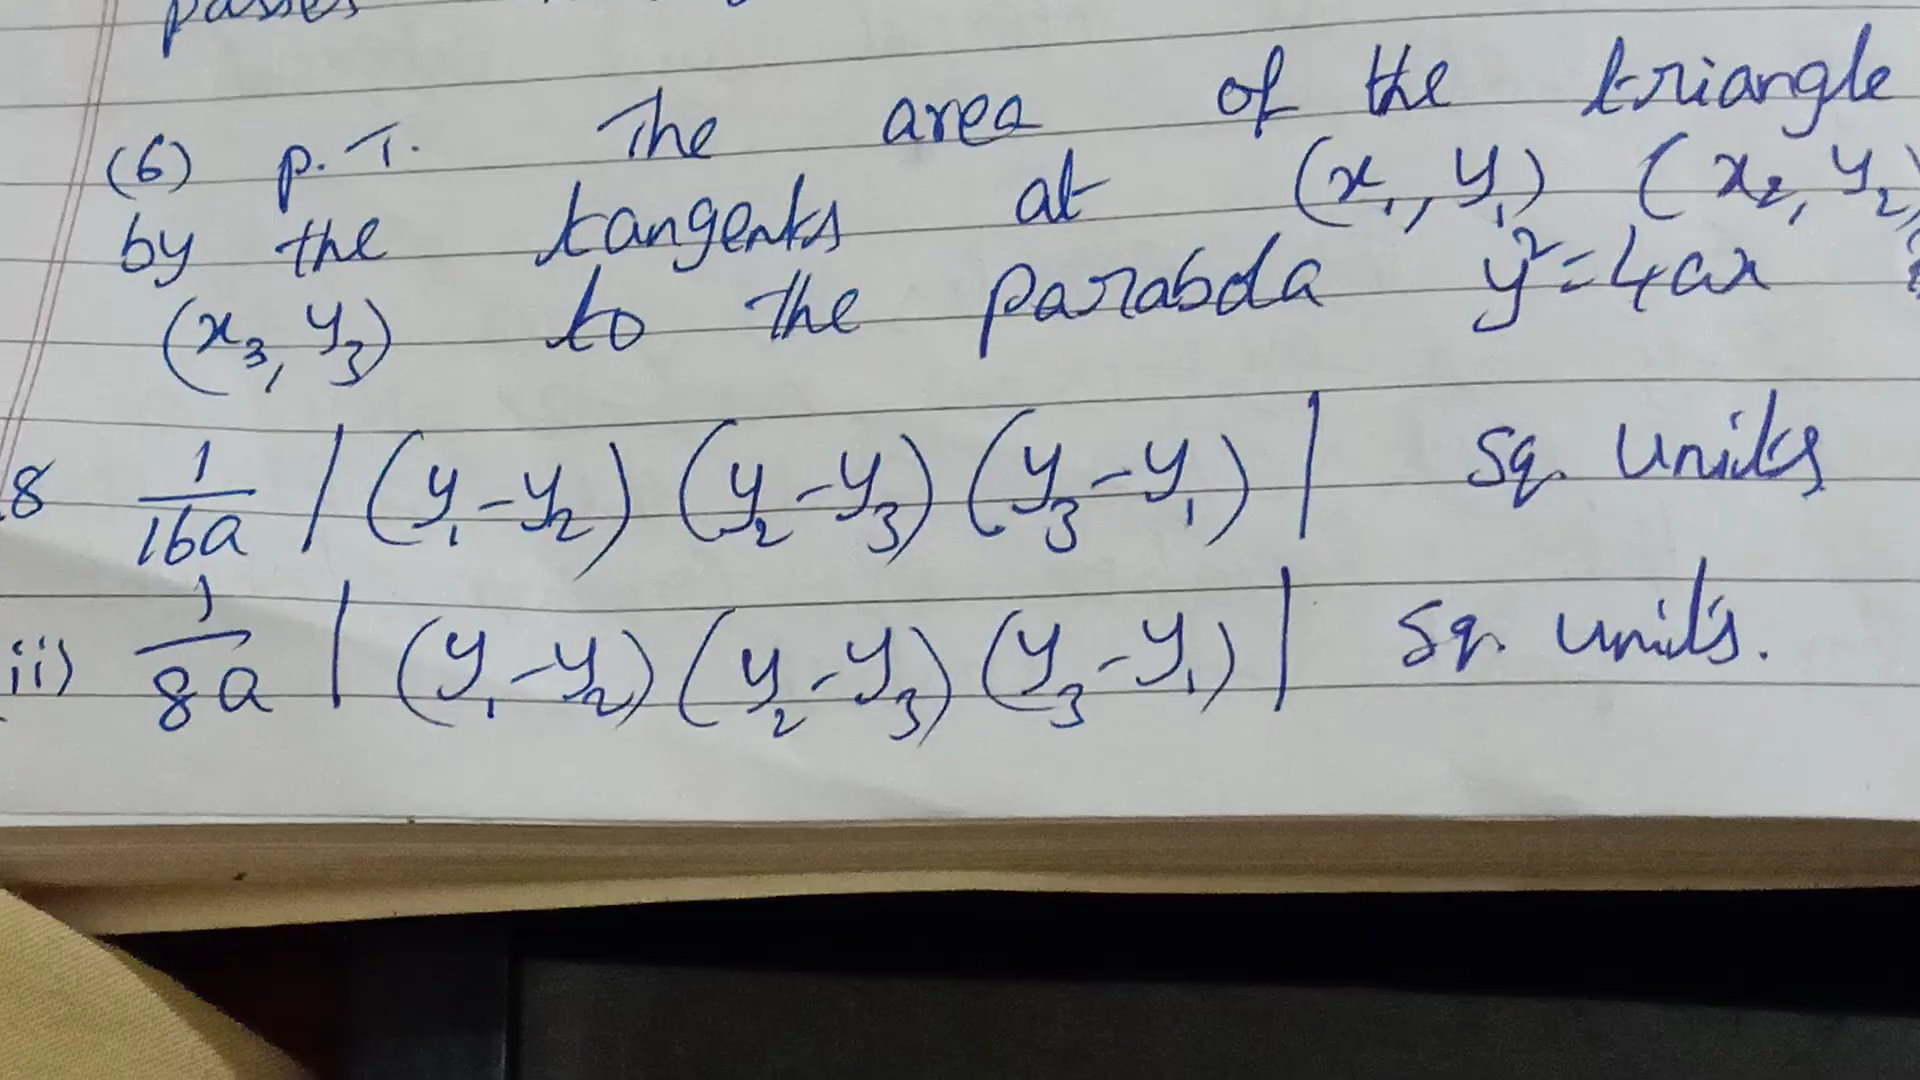 passes
(6) P.T. The area of the triangle
by the tangents at (x₁, y₁) (x₂, y₂)
(x₃, y₃) to the parabola y²=4ax
8 1/16a |(y₁-y₂) (y₂-y₃) (y₃-y₁)| sq. units
ii) 1/8a |(y₁-y₂) (y₂-y₃) (y₃-y₁)| sq. units.